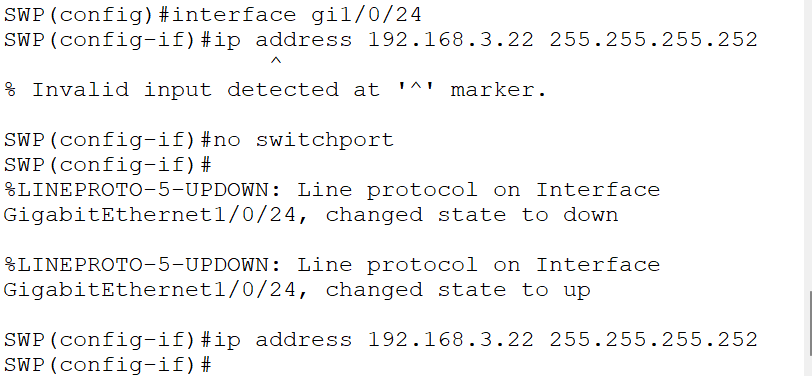 SWP(config)#interface gi1/0/24
SWP(config-if)#ip address 192.168.3.22 255.255.255.252
^
% Invalid input detected at '^' marker.
SWP(config-if)#no switchport
SWP(config-if)#
%LINEPROTO-5-UPDOWN: Line protocol on Interface
GigabitEthernet1/0/24, changed state to down
%LINEPROTO-5-UPDOWN: Line protocol on Interface
GigabitEthernet1/0/24, changed state to up
SWP(config-if)#ip address 192.168.3.22 255.255.255.252
SWP(config-if)#